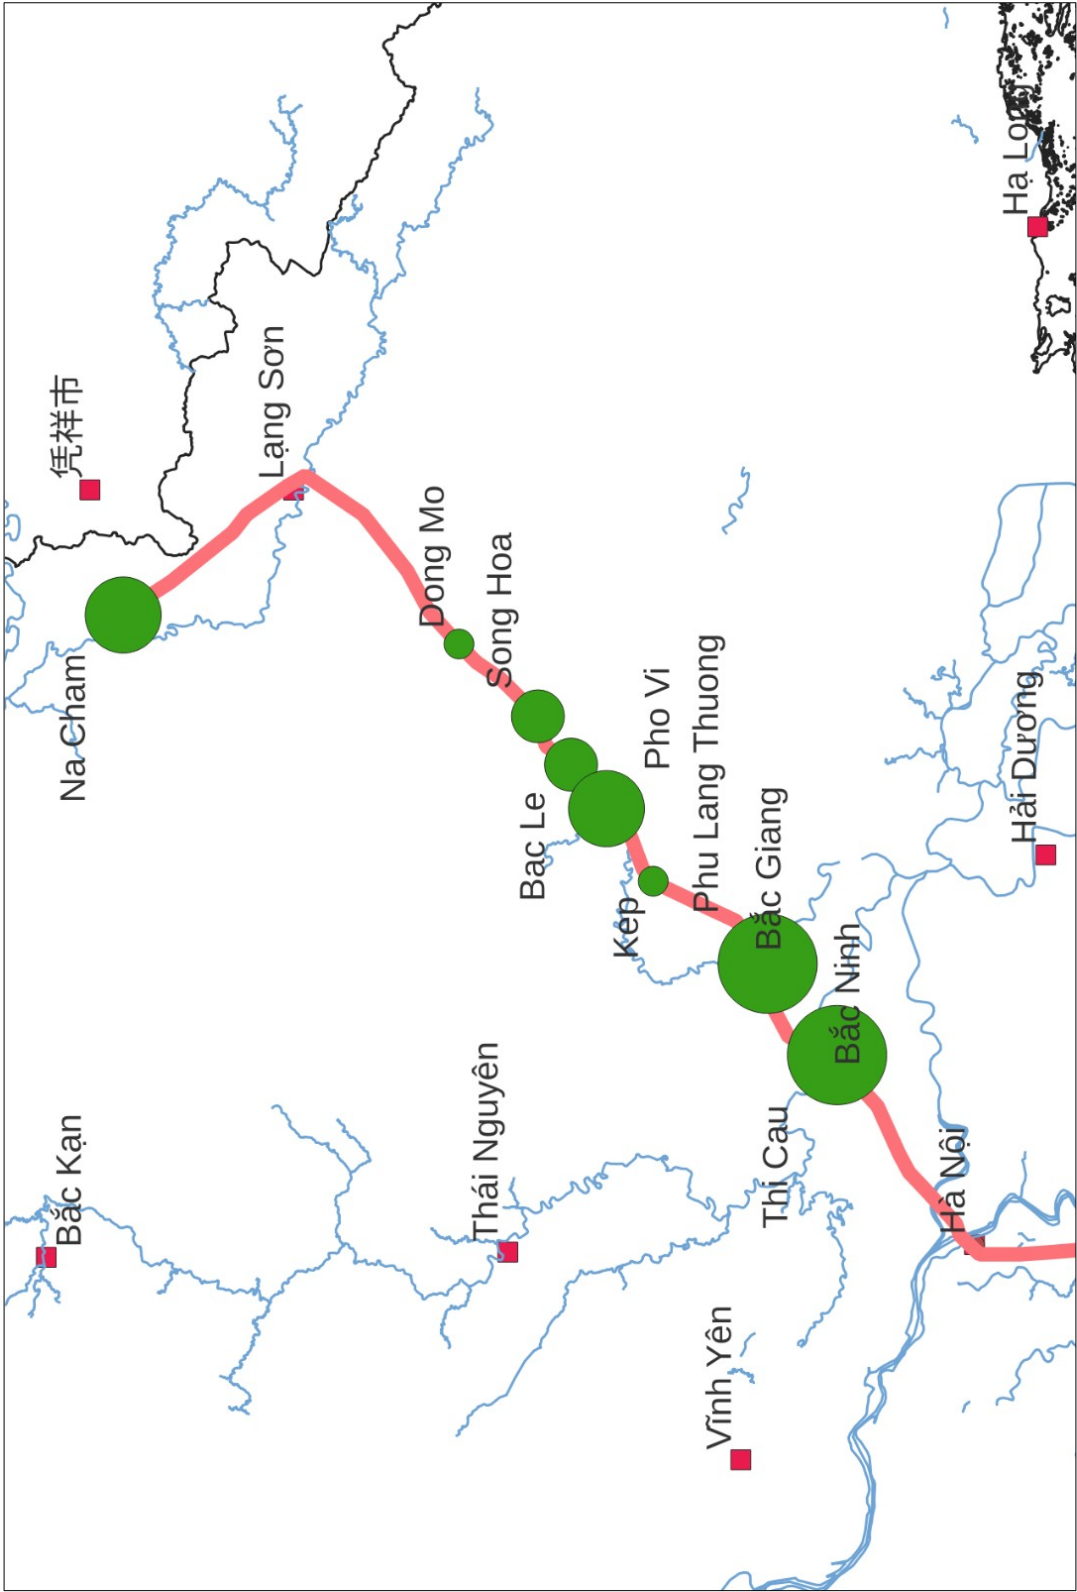 凭祥市
Lạng Sơn
Hạ Long
Na Cham
Dong Mo
Song Hoa
Bac Le
Pho Vi
Kep
Phu Lang Thuong
Bắc Giang
Bắc Ninh
Thi Cau
Hải Dương
Bắc Kạn
Thái Nguyên
Hà Nội
Vĩnh Yên